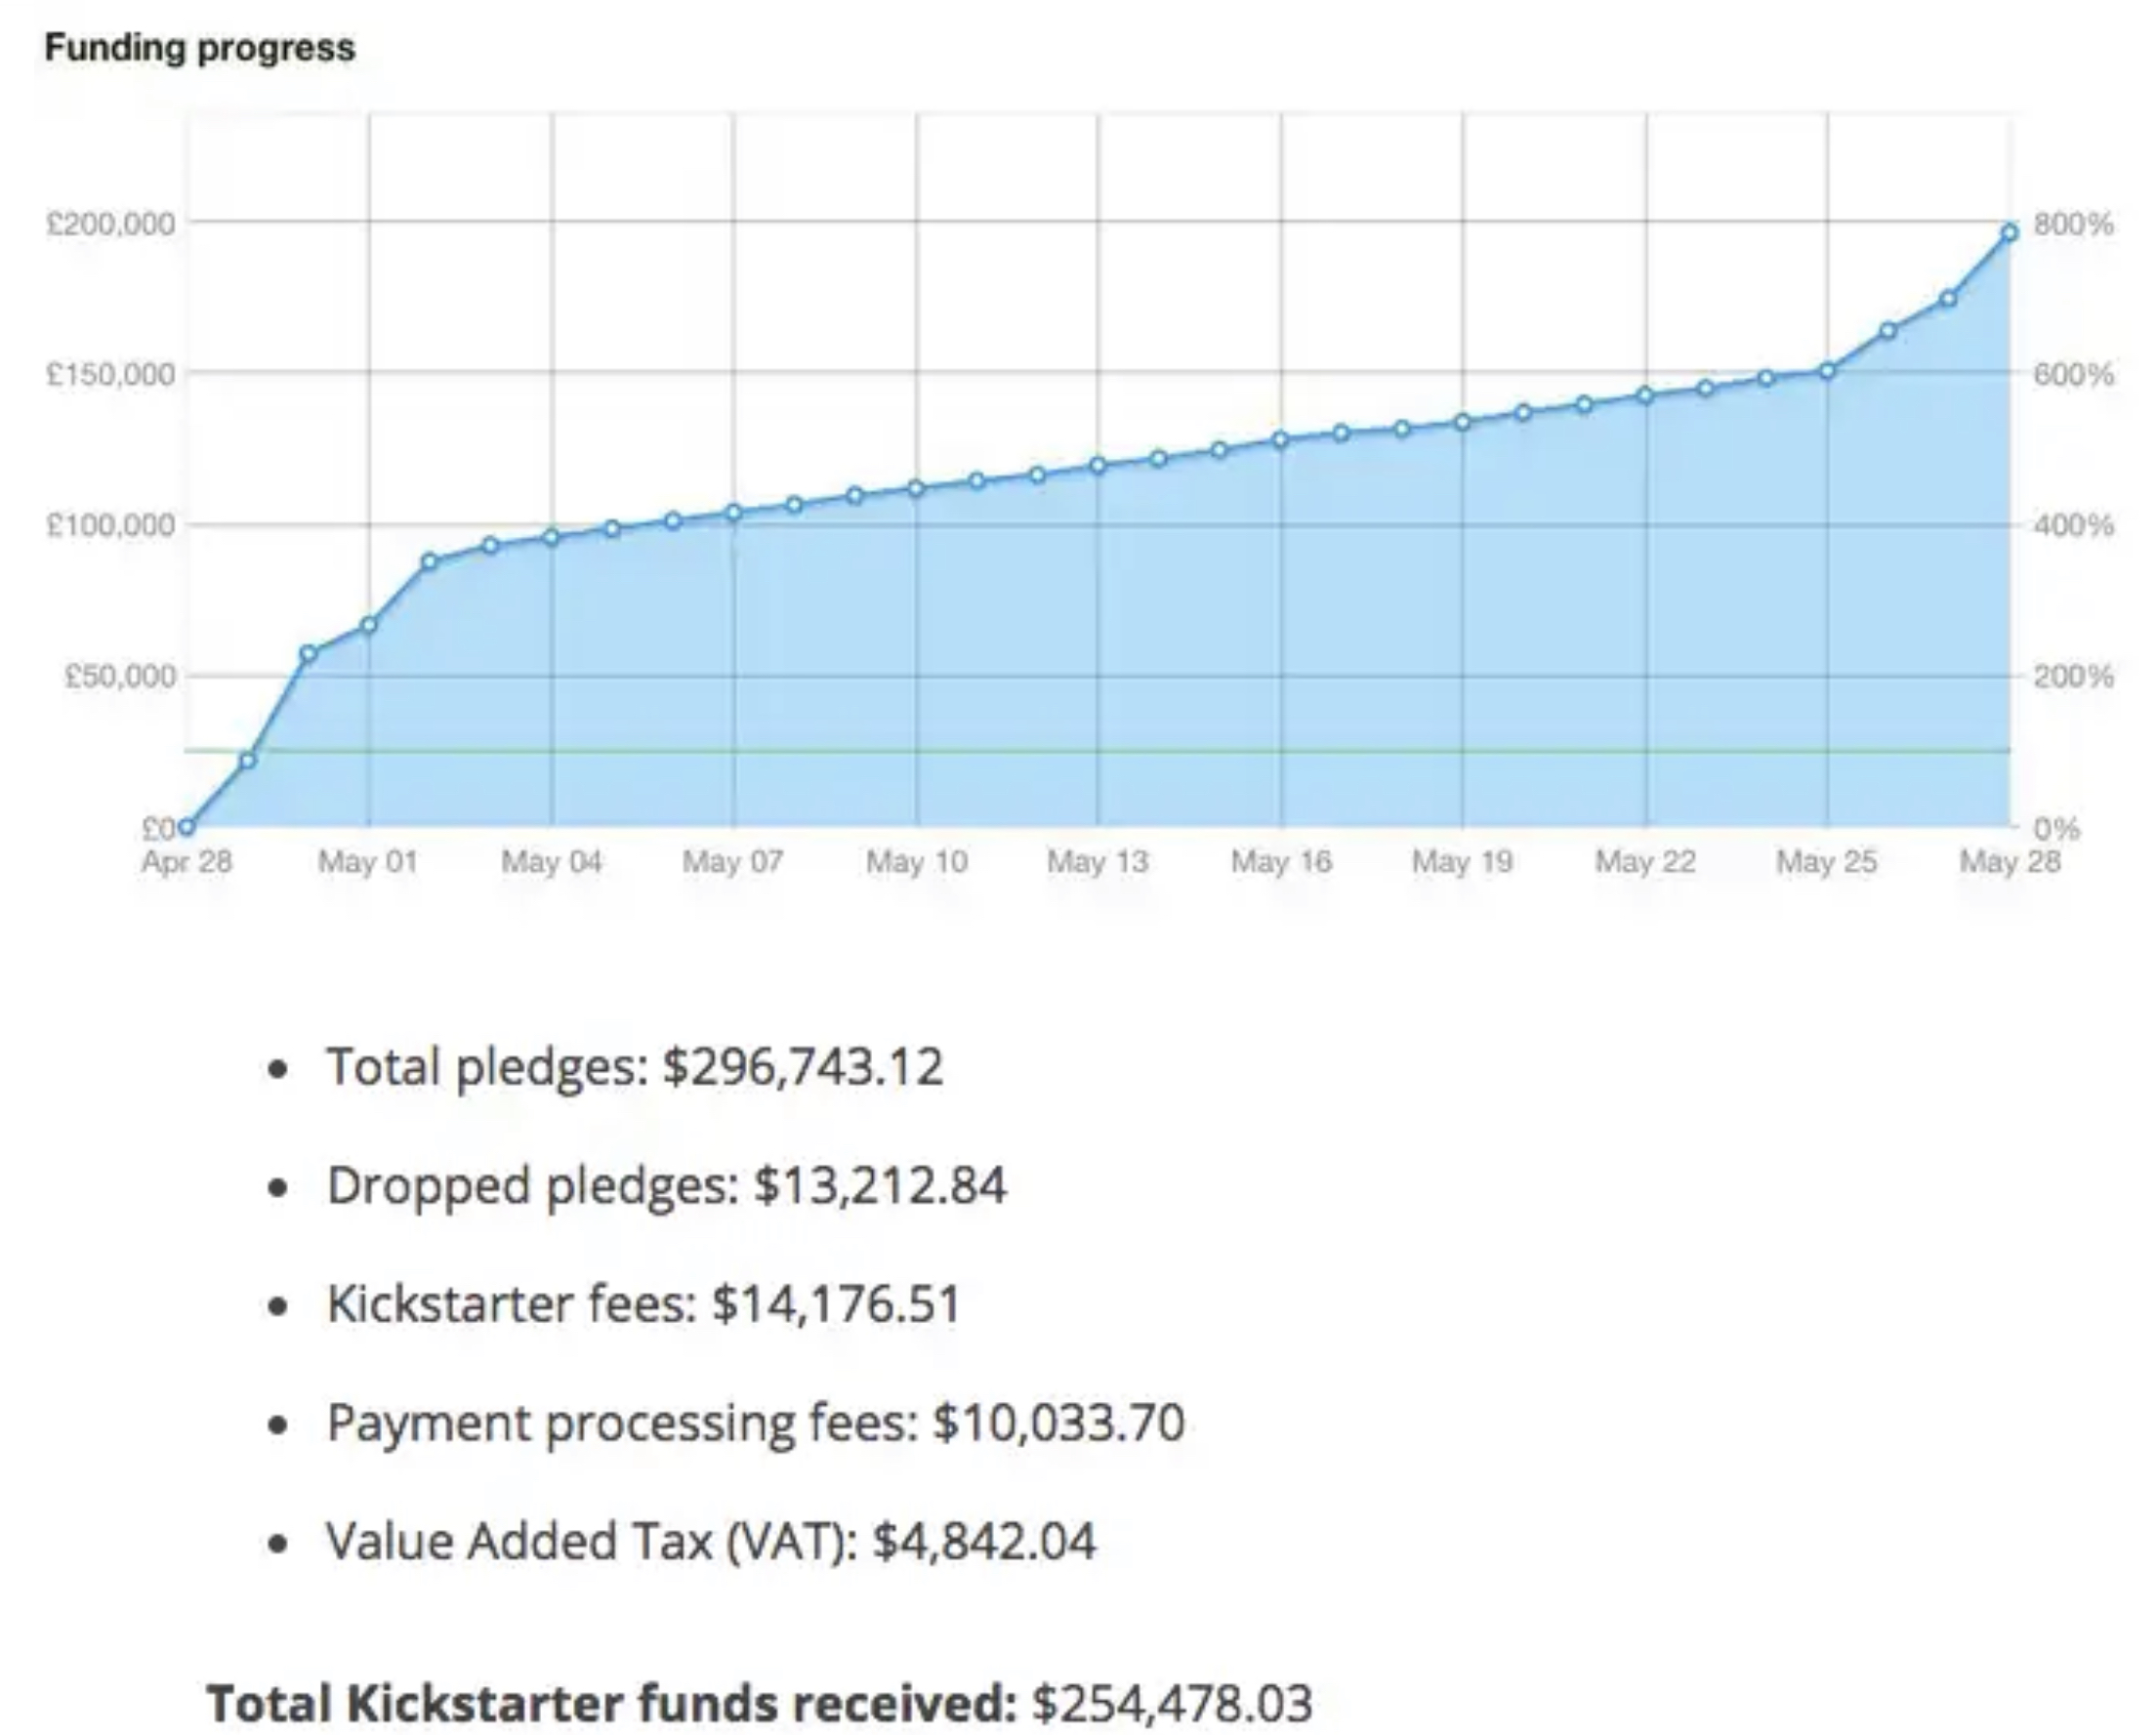 Funding progress
£200,000 800%
£150,000 600%
£100,000 400%
£50,000 200%
£0 0%
Apr 28 May 01 May 04 May 07 May 10 May 13 May 16 May 19 May 22 May 25 May 28
• Total pledges: $296,743.12
• Dropped pledges: $13,212.84
• Kickstarter fees: $14,176.51
• Payment processing fees: $10,033.70
• Value Added Tax (VAT): $4,842.04
Total Kickstarter funds received: $254,478.03